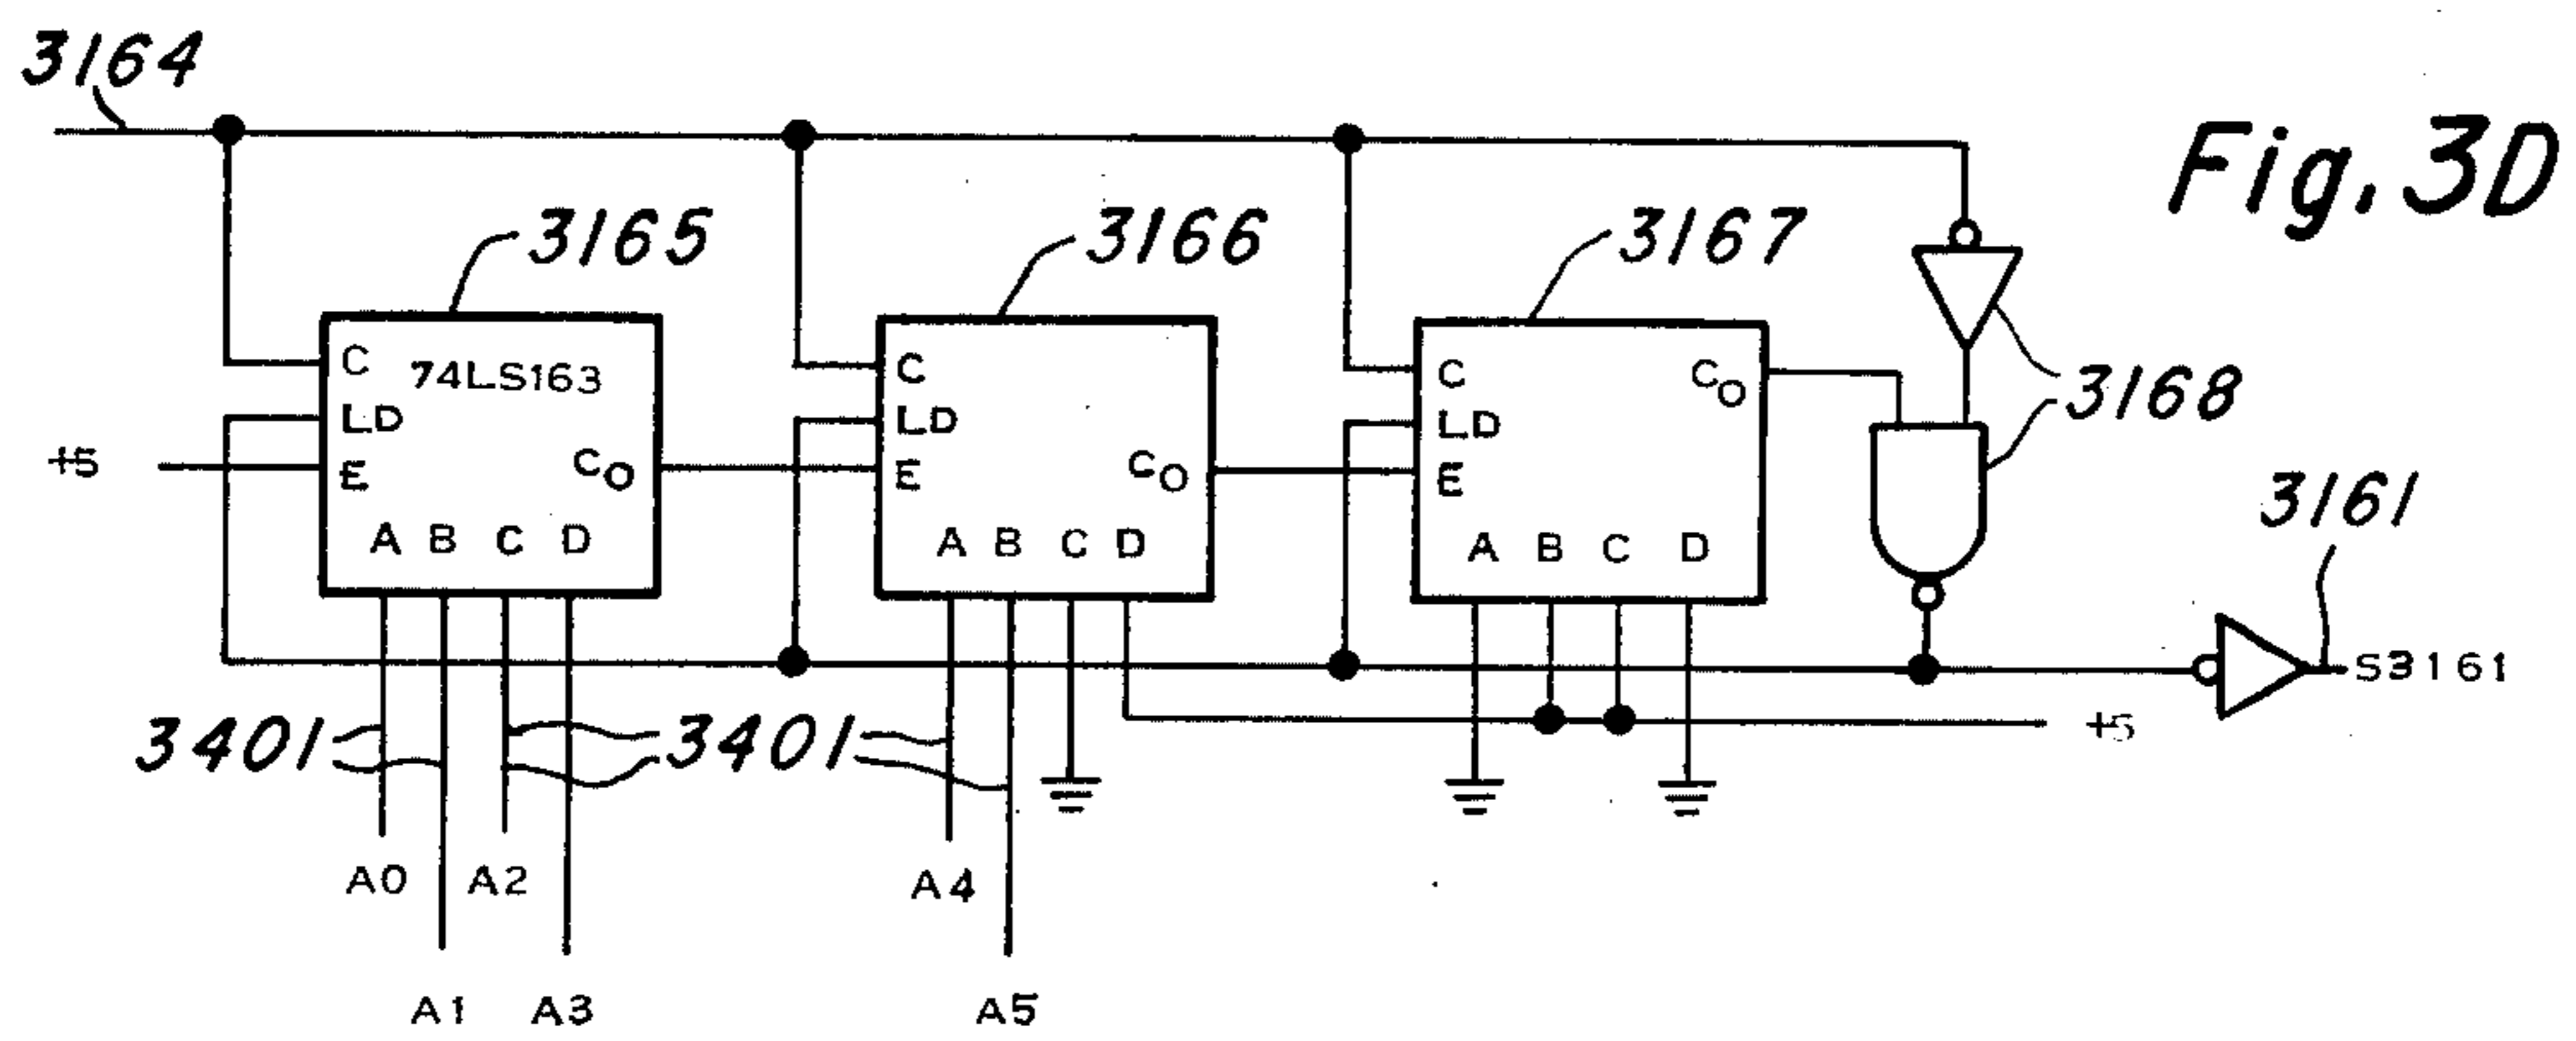 3164
Fig. 3D
3165
3166
3167
C
74LS163
LD
+5
E
CO
A B C D
C
LD
E
CO
A B C D
C
LD
E
CO
A B C D
3168
3161
S3161
+5
3401
3401
A0
A2
A4
A1
A3
A5